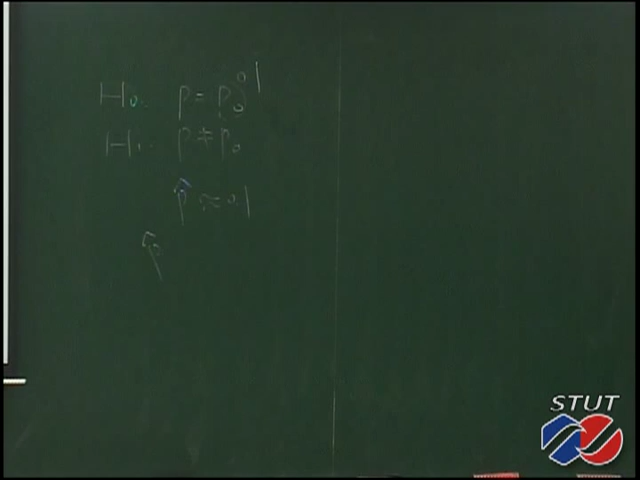 H₀: p = p₀ 0.1
H₁: p ≠ p₀
p̂ ≈ 0.1
p̂
STUT